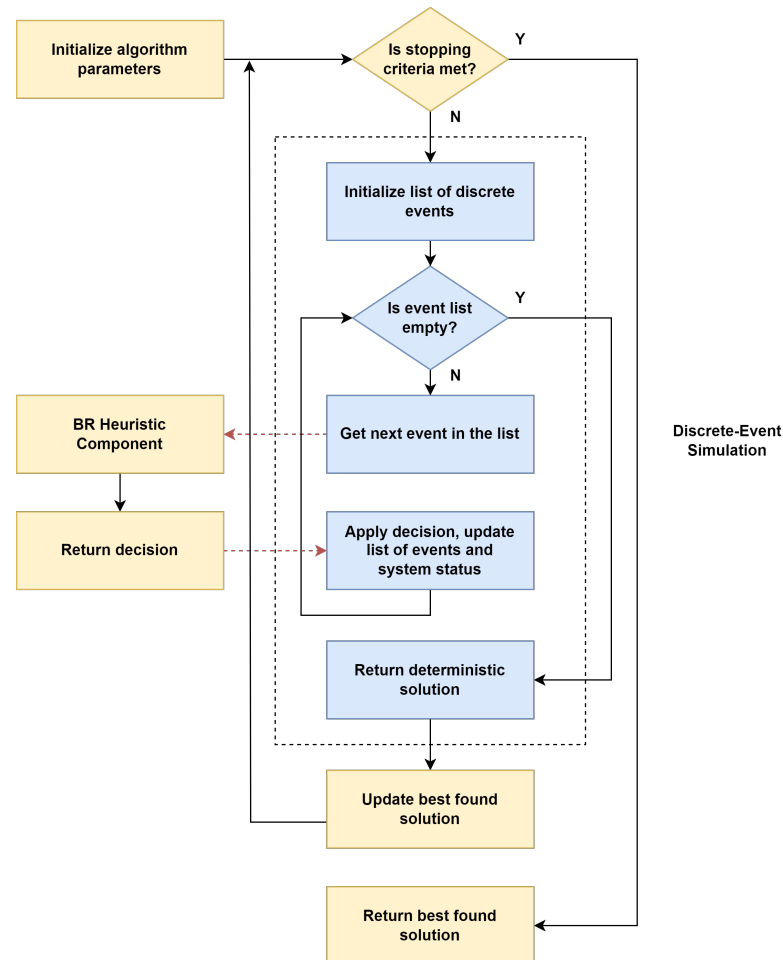 Initialize algorithm
parameters
Is stopping
criteria met?
Y
N
Initialize list of discrete
events
Is event list
empty?
Y
N
BR Heuristic
Component
Get next event in the list
Discrete-Event
Simulation
Return decision
Apply decision, update
list of events and
system status
Return deterministic
solution
Update best found
solution
Return best found
solution